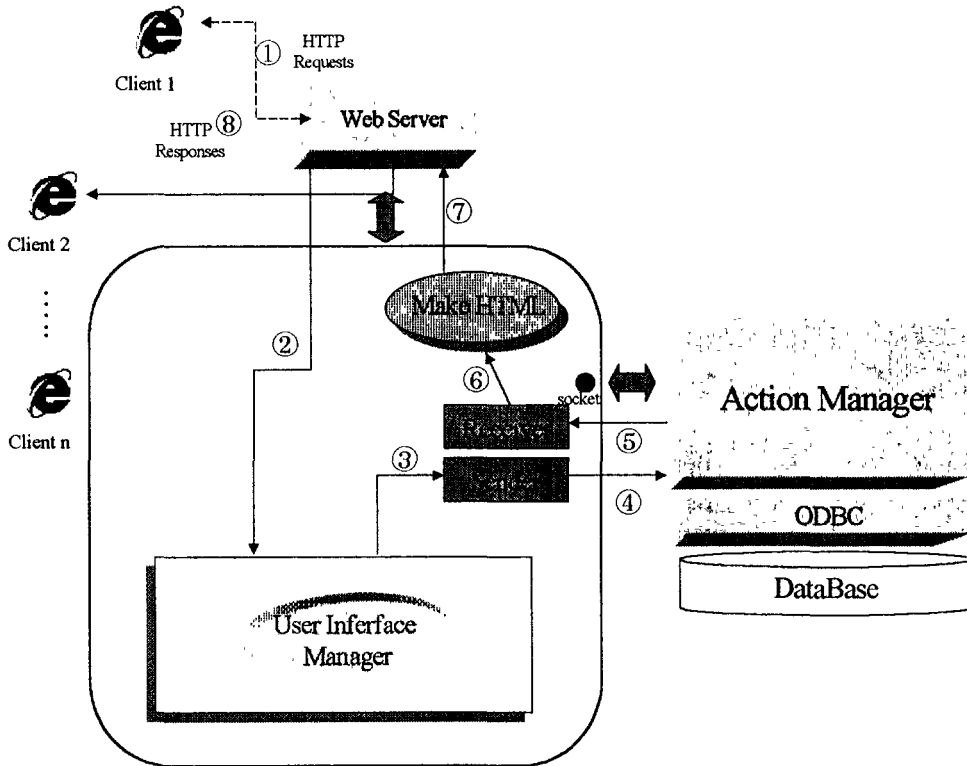 ①
HTTP
Requests
Client 1
⑧
HTTP
Responses
Web Server
Client 2
⑦
Make HTML
②
⑥
socket
Action Manager
Client n
⑤
③
④
ODBC
DataBase
User Inferface
Manager